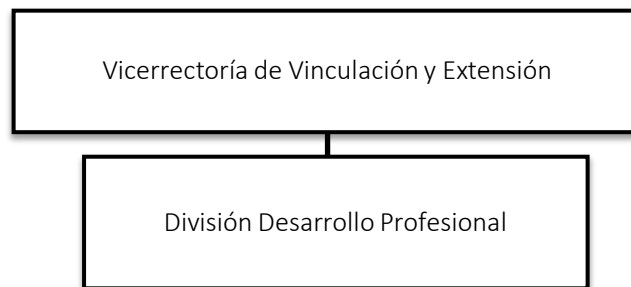 Vicerrectoría de Vinculación y Extensión
División Desarrollo Profesional